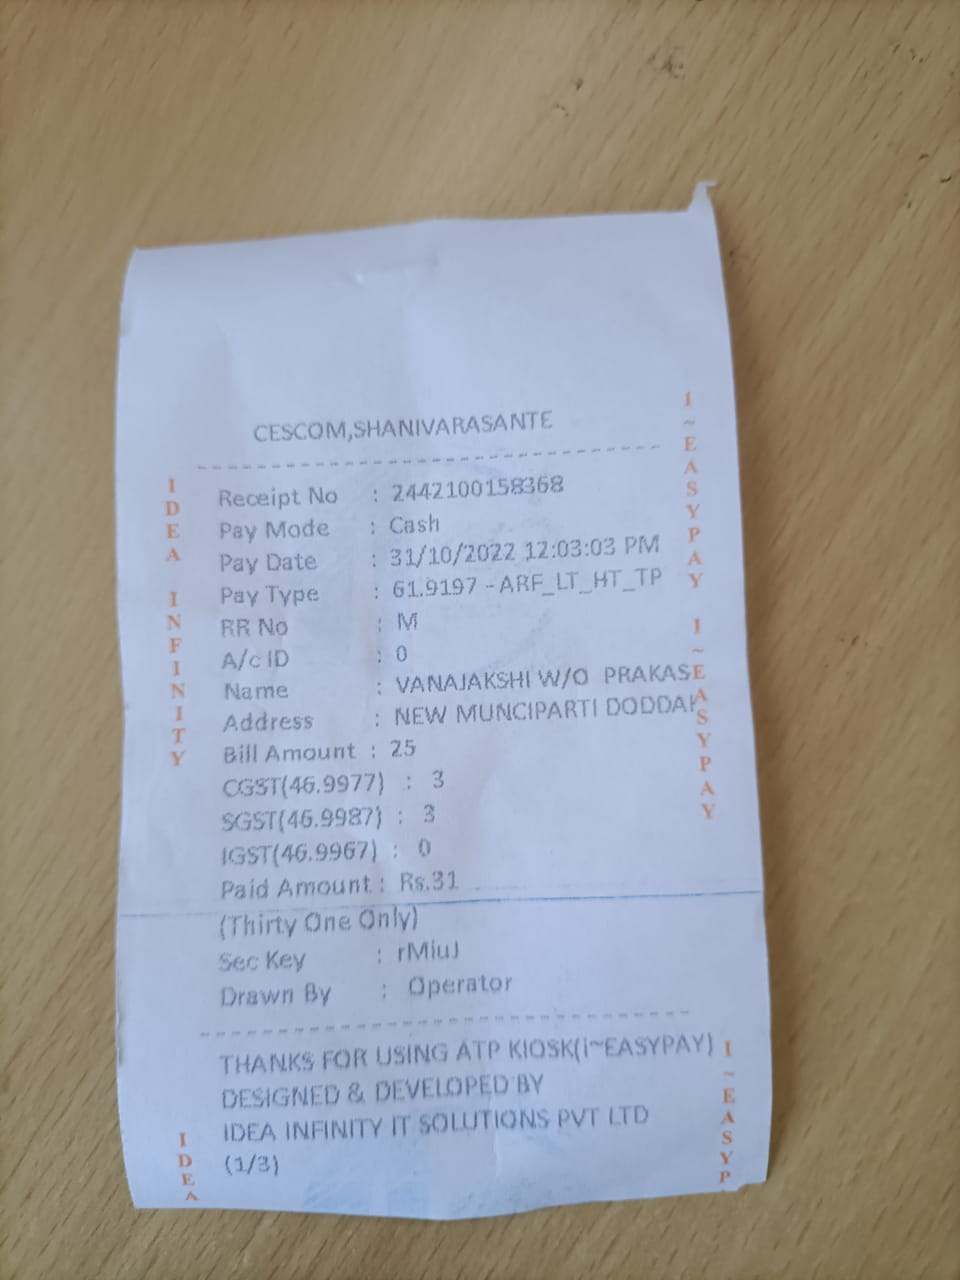 CESCOM,SHANIVARASANTE
Receipt No : 2442100158368
Pay Mode : Cash
Pay Date : 31/10/2022 12:03:03 PM
Pay Type : 61.9197 - ARF_LT_HT_TP
RR No : M
A/c ID : 0
Name : VANAJAKSHI W/O PRAKAS
Address : NEW MUNCIPARTI DODDAK
Bill Amount : 25
CGST(46.9977) : 3
SGST(46.9987) : 3
IGST(46.9967) : 0
Paid Amount : Rs.31
(Thirty One Only)
Sec Key : rMiuJ
Drawn By : Operator
THANKS FOR USING ATP KIOSK(i~EASYPAY)
DESIGNED & DEVELOPED BY
IDEA INFINITY IT SOLUTIONS PVT LTD
(1/3)
IDEA INFINITY
I~EASYPAY I~EASYPAY
IDEA
I~EASYP